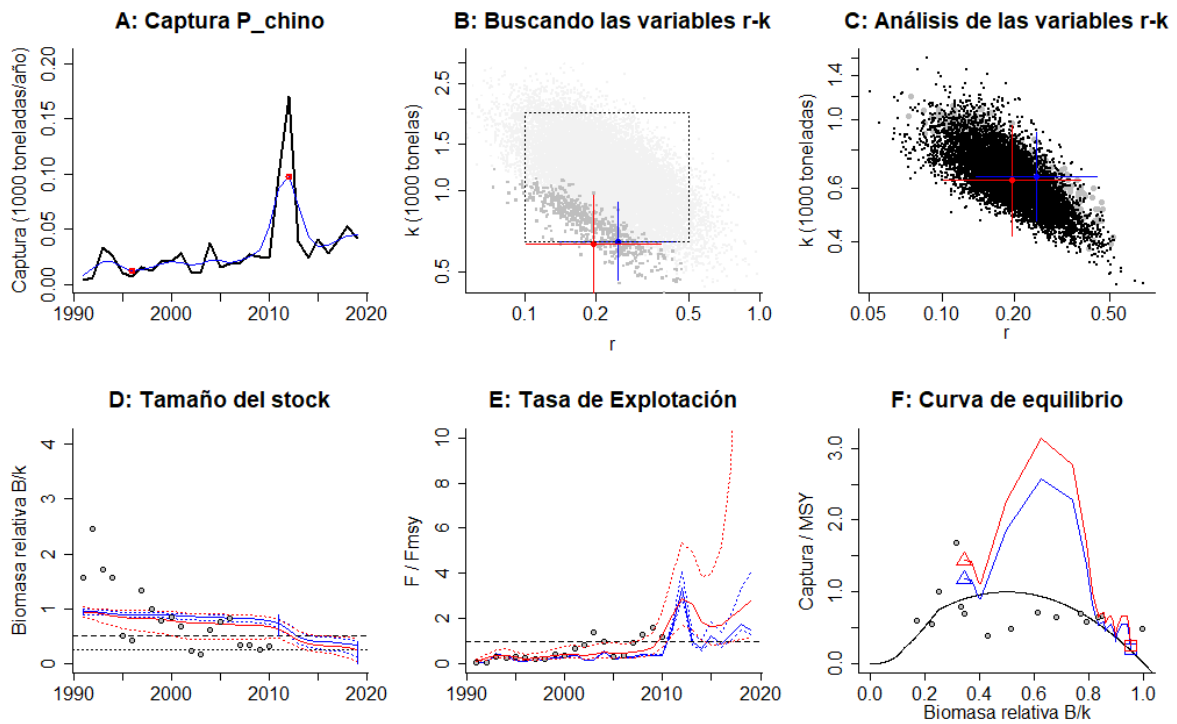 A: Captura P_chino
Captura (1000 toneladas/año)
0.00 0.05 0.10 0.15 0.20
1990 2000 2010 2020
B: Buscando las variables r-k
k (1000 tonelas)
0.5 1.0 1.5 2.5
0.1 0.2 0.5 1.0
r
C: Análisis de las variables r-k
k (1000 toneladas)
0.4 0.6 1.0 1.4
0.05 0.10 0.20 0.50
r
D: Tamaño del stock
Biomasa relativa B/k
0 1 2 3 4
1990 2000 2010 2020
E: Tasa de Explotación
F / Fmsy
0 2 4 6 8 10
1990 2000 2010 2020
F: Curva de equilibrio
Captura / MSY
0.0 1.0 2.0 3.0
0.0 0.2 0.4 0.6 0.8 1.0
Biomasa relativa B/k